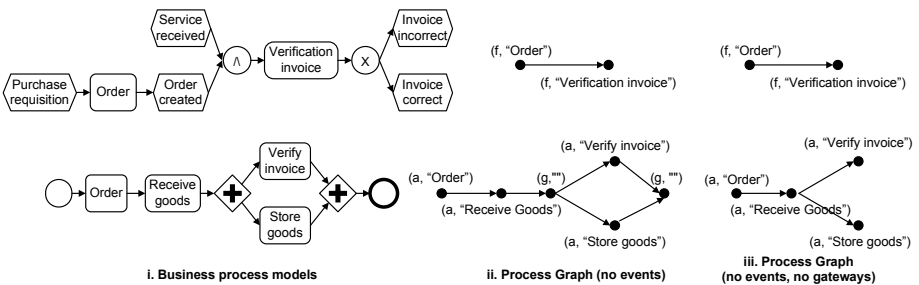 Service
received
Invoice
incorrect
/\
Verification
invoice
X
Purchase
requisition
Order
Order
created
Invoice
correct
(f, “Order”)
(f, “Verification invoice”)
(f, “Order”)
(f, “Verification invoice”)
Order
Receive
goods
Verify
invoice
Store
goods
(a, “Verify invoice”)
(a, “Order”)
(g,"")
(g, "")
(a, “Receive Goods”)
(a, “Store goods”)
(a, “Verify invoice”)
(a, “Order”)
(a, “Receive Goods”)
(a, “Store goods”)
i. Business process models
ii. Process Graph (no events)
iii. Process Graph
(no events, no gateways)